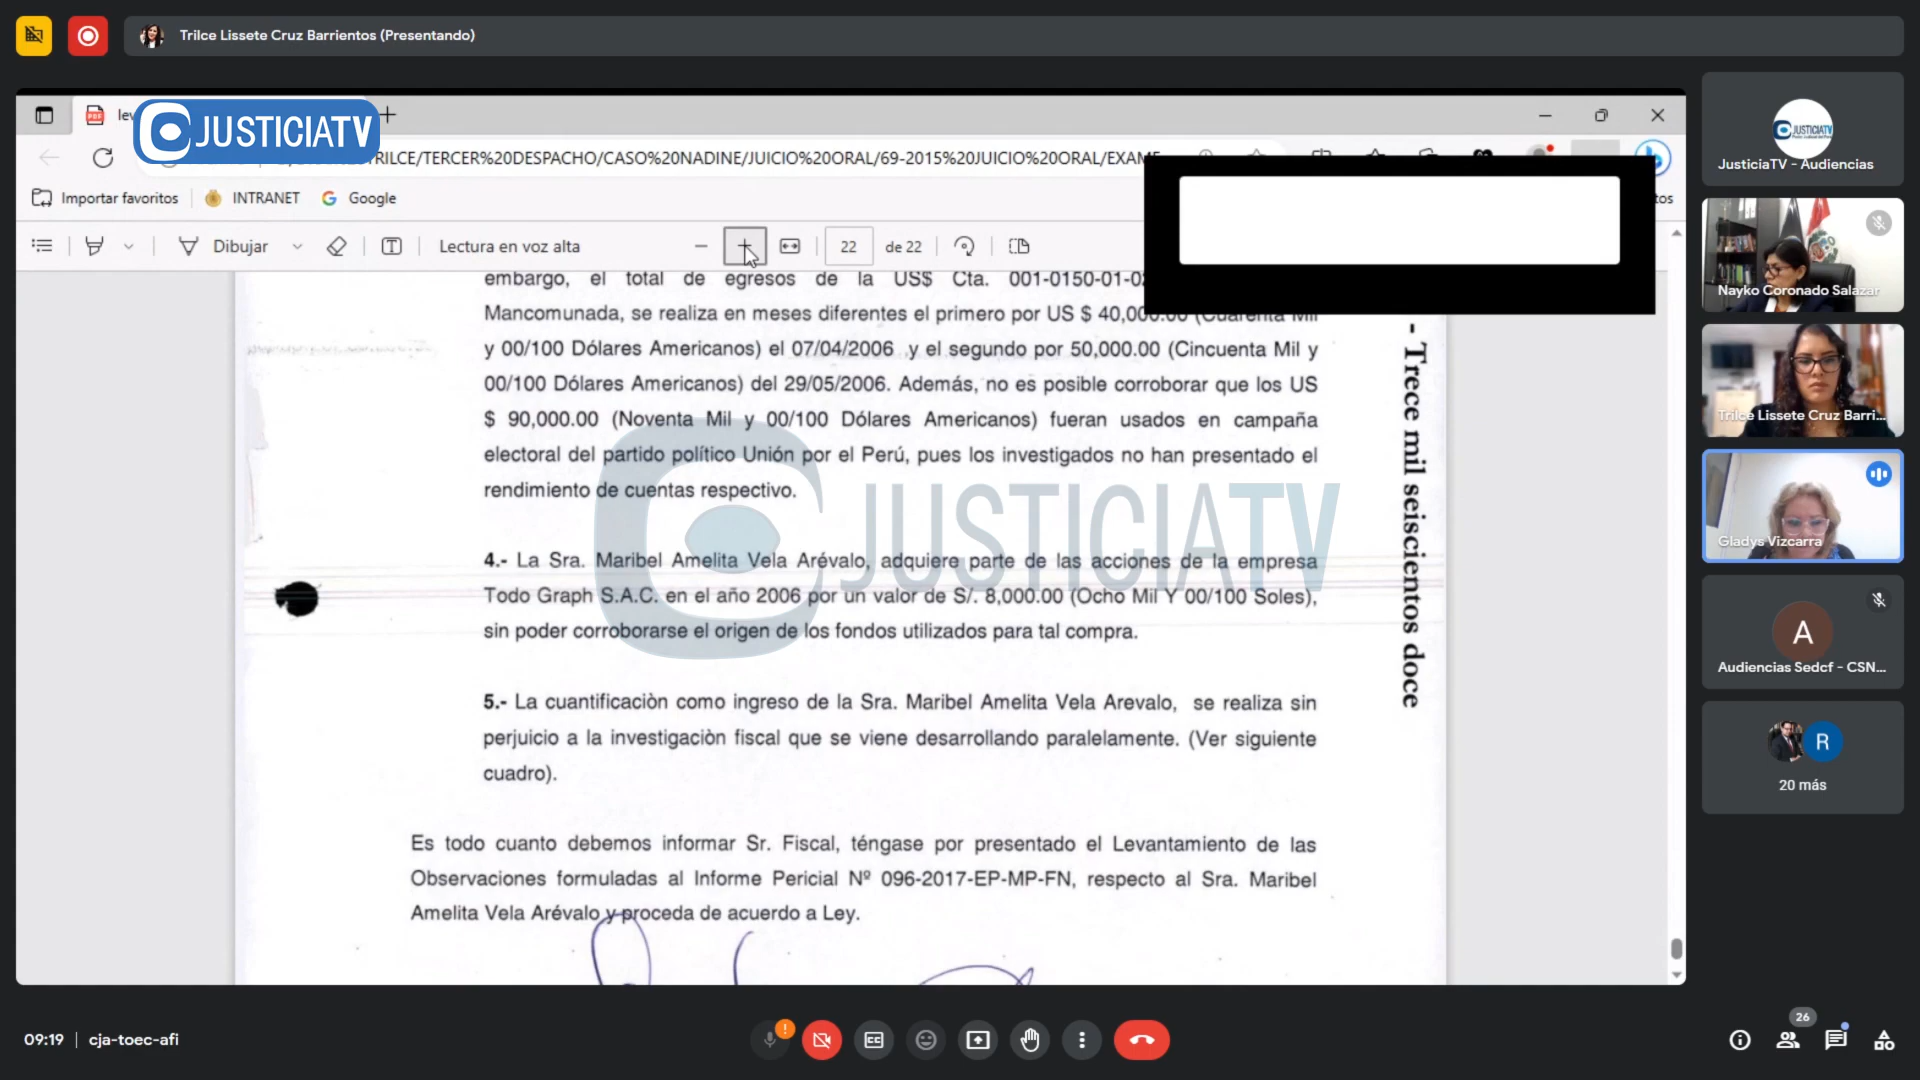 Trilce Lissete Cruz Barrientos (Presentando)
lev
JUSTICIATV
RILCE/TERCER%20DESPACHO/CASO%20NADINE/JUICIO%20ORAL/69-2015%20JUICIO%20ORAL/EXAME
Importar favoritos
INTRANET
Google
tos
Dibujar
Lectura en voz alta
22
de 22
embargo, el total de egresos de la US$ Cta. 001-0150-01-02
Mancomunada, se realiza en meses diferentes el primero por US $ 40,000.00 (Cuarenta Mil
y 00/100 Dólares Americanos) el 07/04/2006 y el segundo por 50,000.00 (Cincuenta Mil y
00/100 Dólares Americanos) del 29/05/2006. Además, no es posible corroborar que los US
$ 90,000.00 (Noventa Mil y 00/100 Dólares Americanos) fueran usados en campaña
electoral del partido político Unión por el Perú, pues los investigados no han presentado el
rendimiento de cuentas respectivo.
4.- La Sra. Maribel Amelita Vela Arévalo, adquiere parte de las acciones de la empresa
Todo Graph S.A.C. en el año 2006 por un valor de S/. 8,000.00 (Ocho Mil Y 00/100 Soles),
sin poder corroborarse el origen de los fondos utilizados para tal compra.
5.- La cuantificaciòn como ingreso de la Sra. Maribel Amelita Vela Arevalo, se realiza sin
perjuicio a la investigaciòn fiscal que se viene desarrollando paralelamente. (Ver siguiente
cuadro).
Es todo cuanto debemos informar Sr. Fiscal, téngase por presentado el Levantamiento de las
Observaciones formuladas al Informe Pericial Nº 096-2017-EP-MP-FN, respecto al Sra. Maribel
Amelita Vela Arévalo y proceda de acuerdo a Ley.
- Trece mil seiscientos doce
JUSTICIATV
JUSTICIATV
JusticiaTV - Audiencias
Nayko Coronado Salazar
Trilce Lissete Cruz Barri...
Gladys Vizcarra
A
Audiencias Sedcf - CSN...
R
20 más
09:19
cja-toec-afi
26